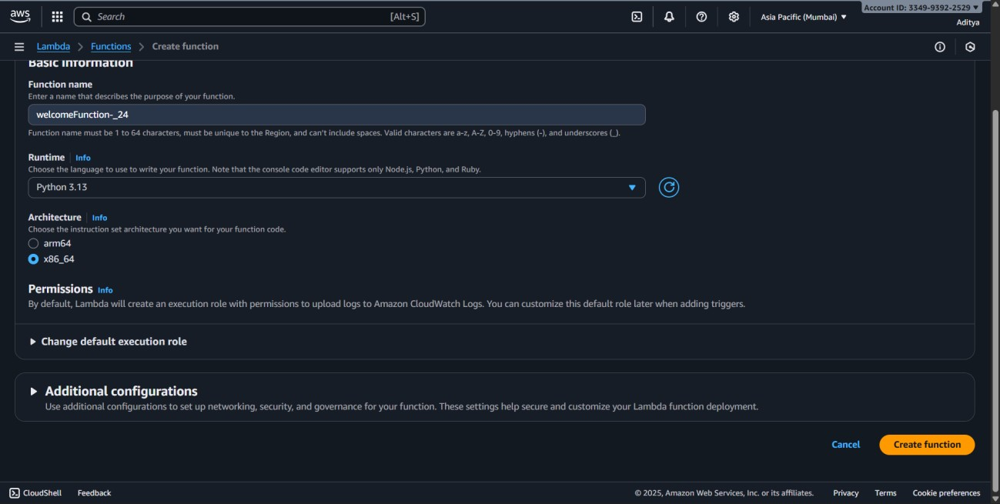 aws
Search [Alt+S]
Asia Pacific (Mumbai) ▼
Account ID: 3349-9392-2529 ▼
Aditya
Lambda > Functions > Create function
Basic information
Function name
Enter a name that describes the purpose of your function.
welcomeFunction-_24
Function name must be 1 to 64 characters, must be unique to the Region, and can't include spaces. Valid characters are a-z, A-Z, 0-9, hyphens (-), and underscores (_).
Runtime | Info
Choose the language to use to write your function. Note that the console code editor supports only Node.js, Python, and Ruby.
Python 3.13
Architecture | Info
Choose the instruction set architecture you want for your function code.
arm64
x86_64
Permissions Info
By default, Lambda will create an execution role with permissions to upload logs to Amazon CloudWatch Logs. You can customize this default role later when adding triggers.
Change default execution role
Additional configurations
Use additional configurations to set up networking, security, and governance for your function. These settings help secure and customize your Lambda function deployment.
Cancel Create function
CloudShell Feedback © 2025, Amazon Web Services, Inc. or its affiliates. Privacy Terms Cookie preferences